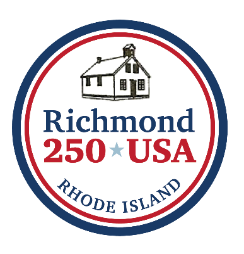 Richmond
250 ★ USA
RHODE ISLAND